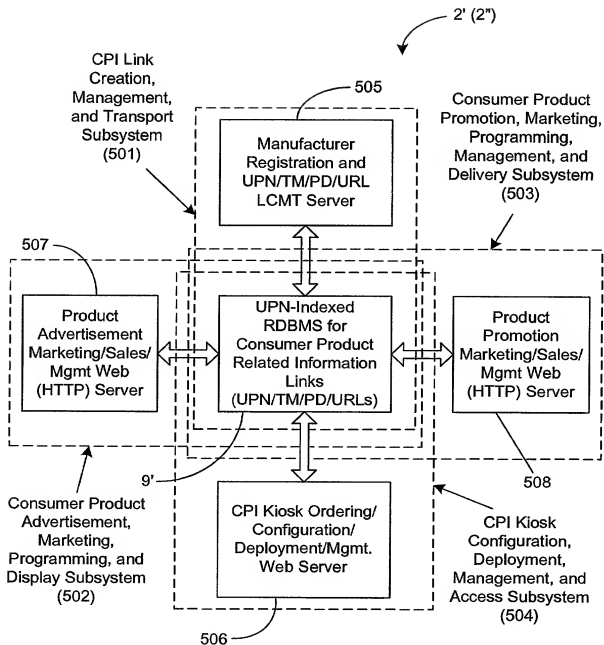 2' (2")
CPI Link
Creation,
Management,
and Transport
Subsystem
(501)
505
Manufacturer
Registration and
UPN/TM/PD/URL
LCMT Server
Consumer Product
Promotion, Marketing,
Programming,
Management, and
Delivery Subsystem
(503)
507
Product
Advertisement
Marketing/Sales/
Mgmt Web
(HTTP) Server
UPN-Indexed
RDBMS for
Consumer Product
Related Information
Links
(UPN/TM/PD/URLs)
Product
Promotion
Marketing/Sales/
Mgmt Web
(HTTP) Server
9'
508
Consumer Product
Advertisement,
Marketing,
Programming, and
Display Subsystem
(502)
CPI Kiosk Ordering/
Configuration/
Deployment/Mgmt.
Web Server
CPI Kiosk
Configuration,
Deployment,
Management, and
Access Subsystem
(504)
506